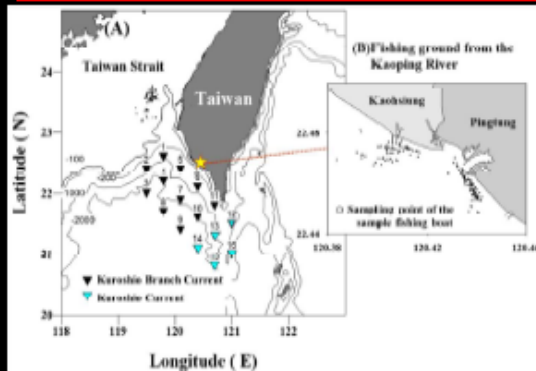 (A)
Taiwan Strait
Taiwan
(B)Fishing ground from the
Kaoping River
Kaohsiung
Pingtung
Sampling point of the
sample fishing boat
22.44
120.38
120.42
Latitude (N)
24
23
22
21
20
-100
-200
-1000
-2000
Kuroshio Branch Current
Kuroshio Current
118
119
120
121
122
Longitude ( E)